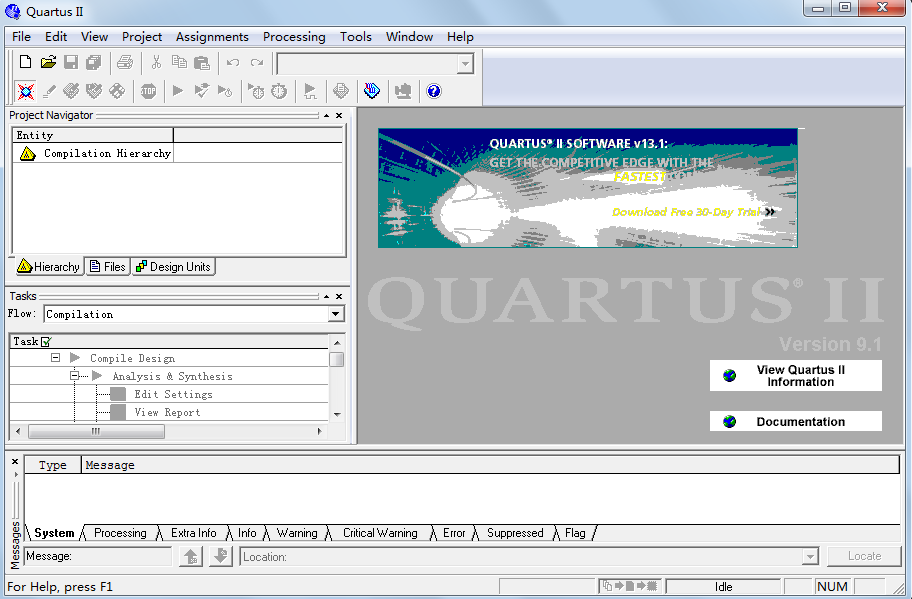 Quartus II
File Edit View Project Assignments Processing Tools Window Help
STOP
Project Navigator
Entity
Compilation Hierarchy
Hierarchy Files Design Units
Tasks
Flow: Compilation
Task
Compile Design
Analysis & Synthesis
Edit Settings
View Report
QUARTUS® II SOFTWARE v13.1:
GET THE COMPETITIVE EDGE WITH THE
FASTEST
Download Free 30-Day Trial
QUARTUS® II
Version 9.1
View Quartus II
Information
Documentation
Messages
Type Message
System Processing Extra Info Info Warning Critical Warning Error Suppressed Flag
Message: Location: Locate
For Help, press F1 Idle NUM